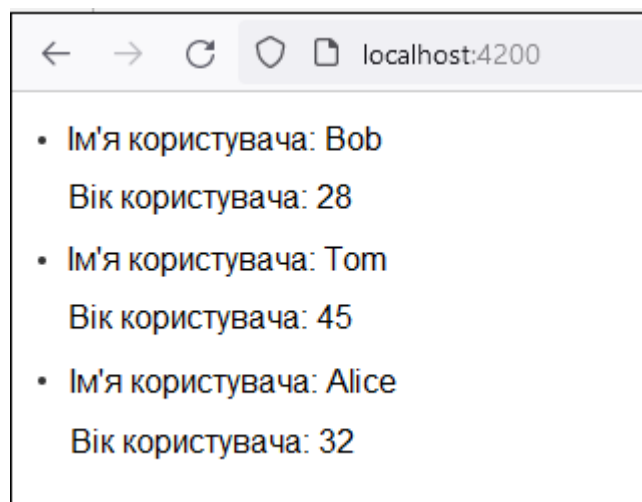 localhost:4200
• Ім'я користувача: Bob
Вік користувача: 28
• Ім'я користувача: Tom
Вік користувача: 45
• Ім'я користувача: Alice
Вік користувача: 32